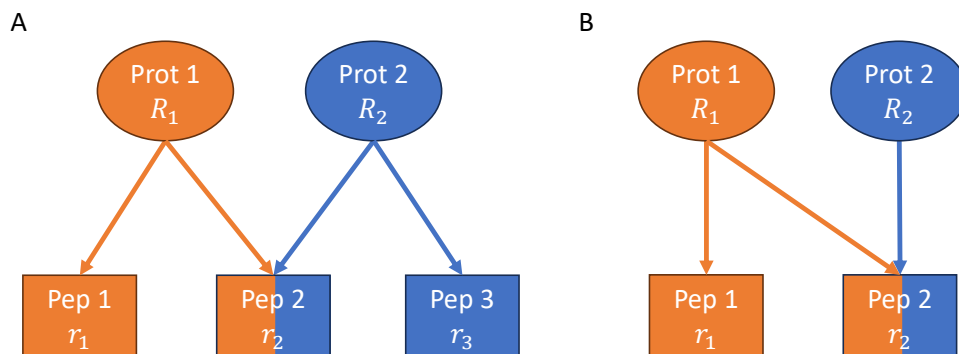 A
Prot 1
R₁
Prot 2
R₂
Pep 1
r₁
Pep 2
r₂
Pep 3
r₃
B
Prot 1
R₁
Prot 2
R₂
Pep 1
r₁
Pep 2
r₂